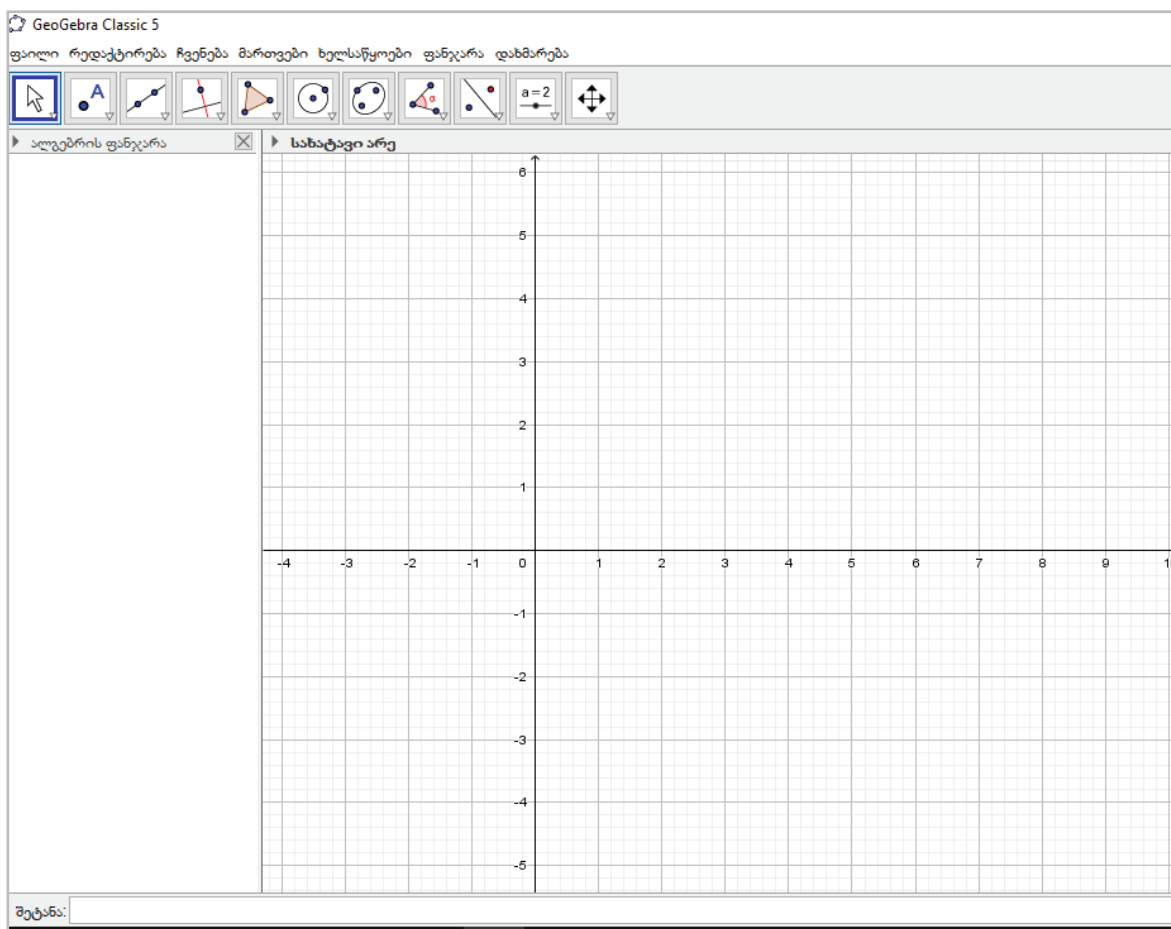 GeoGebra Classic 5
ფაილი რედაქტირება ჩვენება მართვები ხელსაწყოები ფანჯარა დახმარება
A α a = 2
ალგებრის ფანჯარა
სახატავი არე
6
5
4
3
2
1
-4 -3 -2 -1 0 1 2 3 4 5 6 7 8 9 1
-1
-2
-3
-4
-5
შეტანა: